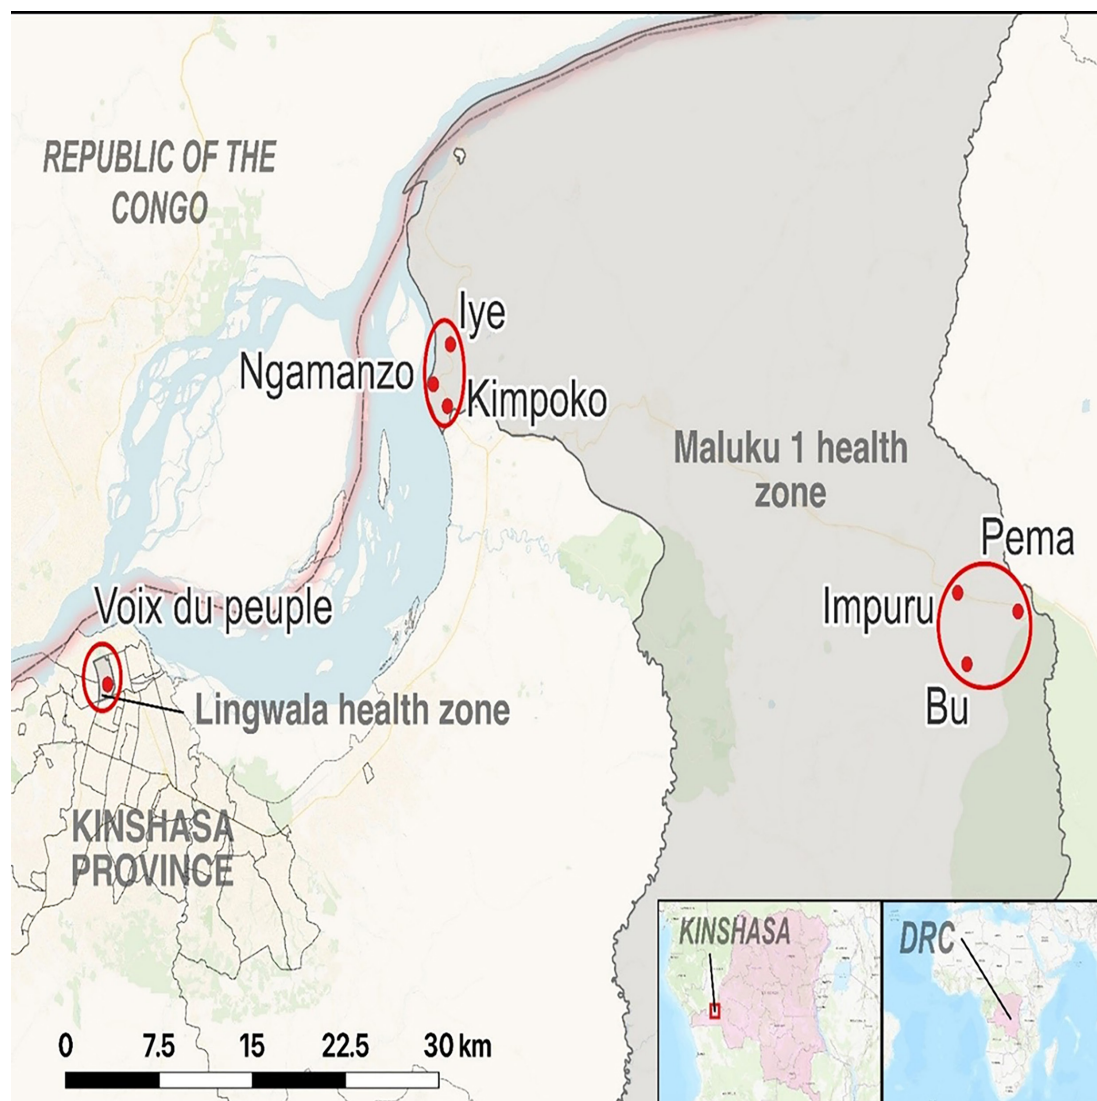 REPUBLIC OF THE
CONGO
Iye
Ngamanzo
Kimpoko
Maluku 1 health
zone
Pema
Impuru
Bu
Voix du peuple
Lingwala health zone
KINSHASA
PROVINCE
0 7.5 15 22.5 30 km
KINSHASA
DRC